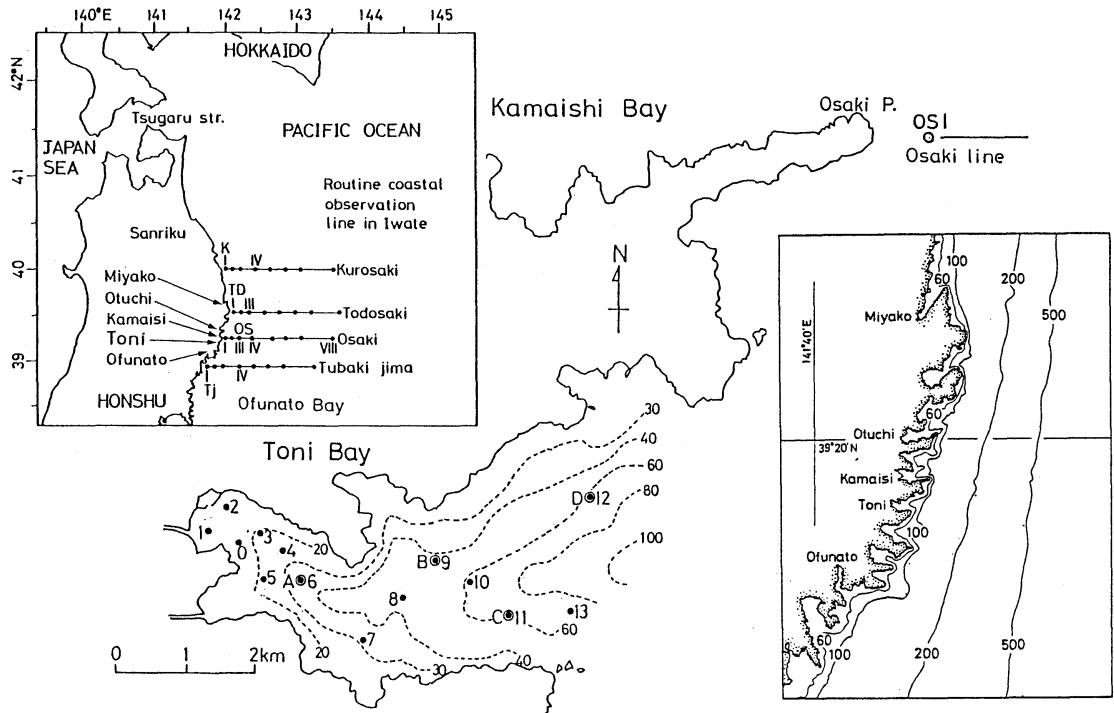 140°E 141 142 143 144 145
42°N
41
40
39
HOKKAIDO
Tsugaru str.
JAPAN
SEA
PACIFIC OCEAN
Routine coastal
observation
line in Iwate
Sanriku
K
IV
Kurosaki
Miyako
TD
I III
Todosaki
Otuchi
Kamaisi
OS
Toni
I III IV VIII
Osaki
Ofunato
IV
Tubaki jima
Tj
HONSHU
Ofunato Bay
Kamaishi Bay
Osaki P.
OS1
Osaki line
N
Toni Bay
30
40
60
80
100
D 12
2
1
3
0
4
20
5
A 6
B 9
10
8
C 11
13
60
7
20
30
40
0 1 2km
100
60
200
500
Miyako
141°40'E
60
Otuchi
39°20'N
Kamaisi
Toni
100
Ofunato
60
100
200
500